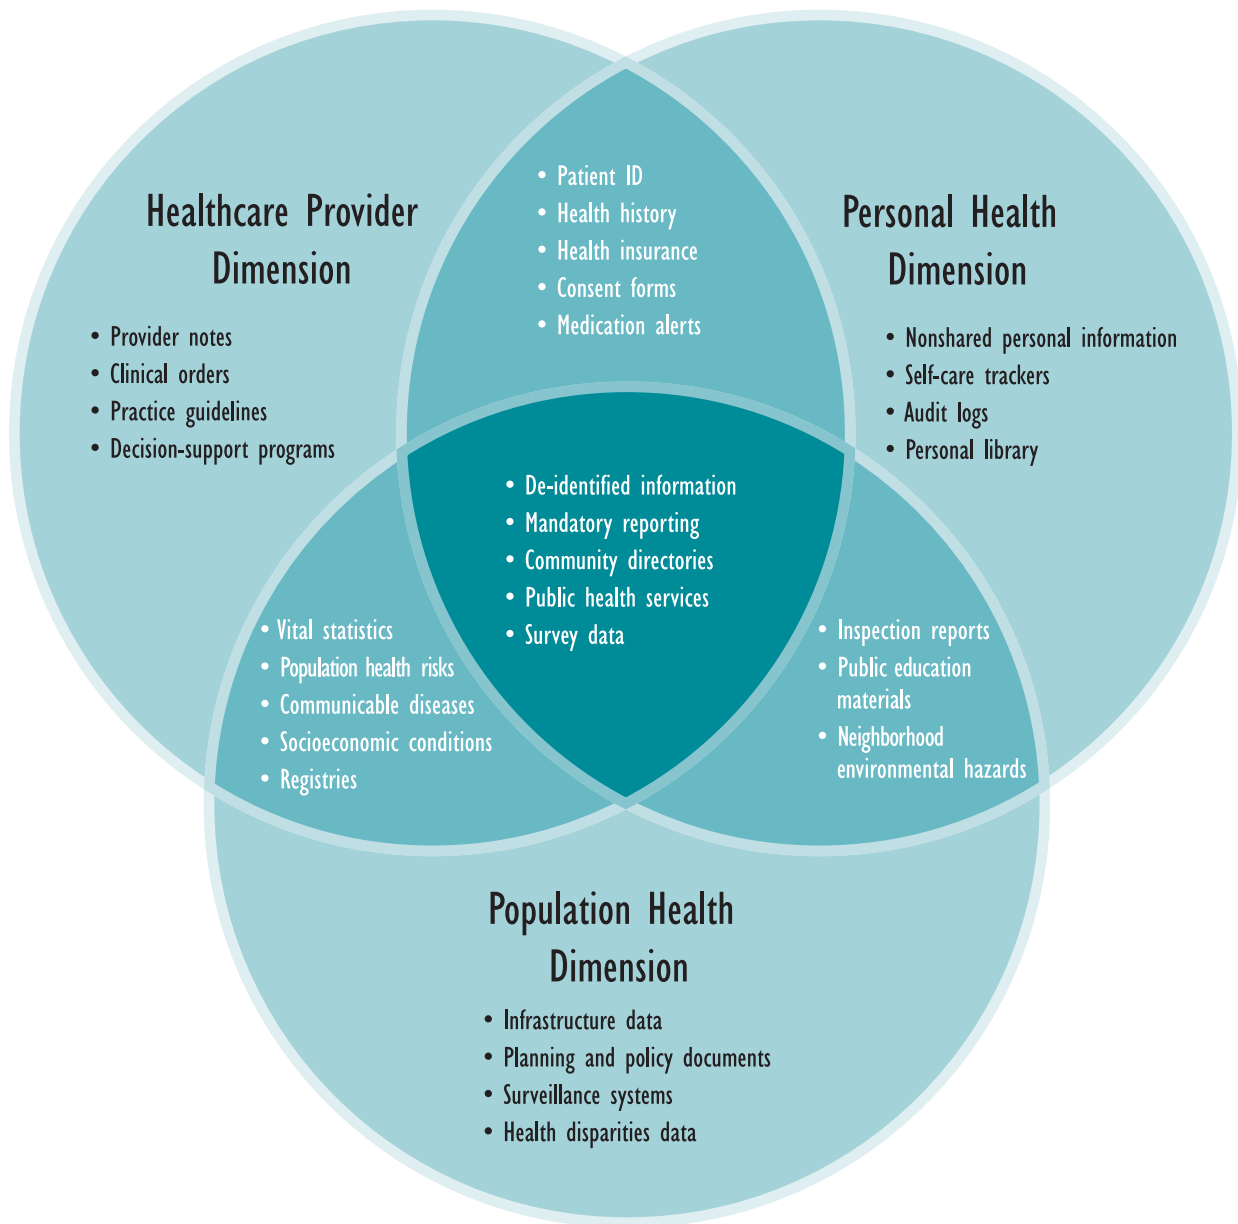 Healthcare Provider
Dimension
• Provider notes
• Clinical orders
• Practice guidelines
• Decision-support programs
• Patient ID
• Health history
• Health insurance
• Consent forms
• Medication alerts
Personal Health
Dimension
• Nonshared personal information
• Self-care trackers
• Audit logs
• Personal library
• De-identified information
• Mandatory reporting
• Community directories
• Public health services
• Survey data
• Vital statistics
• Population health risks
• Communicable diseases
• Socioeconomic conditions
• Registries
• Inspection reports
• Public education
materials
• Neighborhood
environmental hazards
Population Health
Dimension
• Infrastructure data
• Planning and policy documents
• Surveillance systems
• Health disparities data